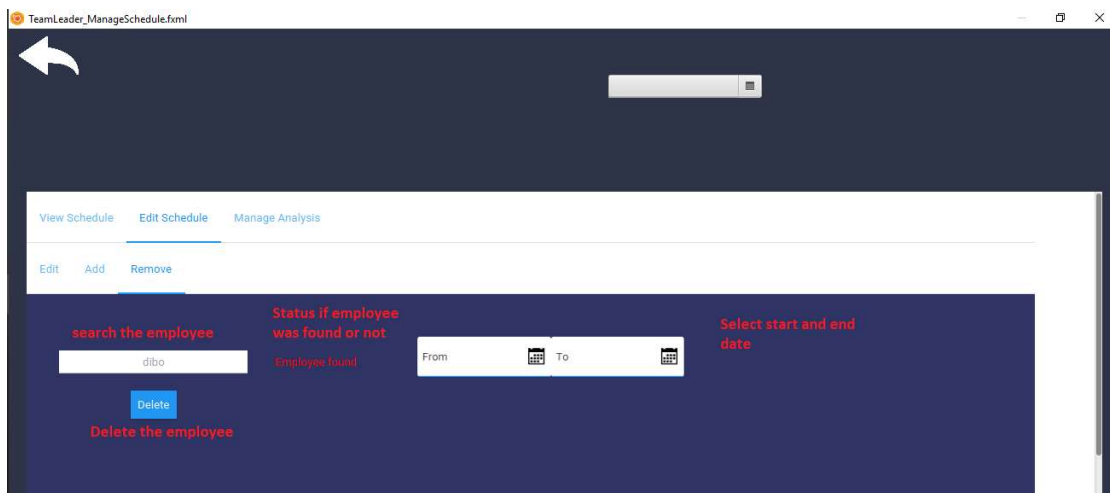 TeamLeader_ManageSchedule.fxml
View Schedule Edit Schedule Manage Analysis
Edit Add Remove
Status if employee
was found or not
search the employee
Select start and end
date
dibo
Employee found
From
To
Delete
Delete the employee